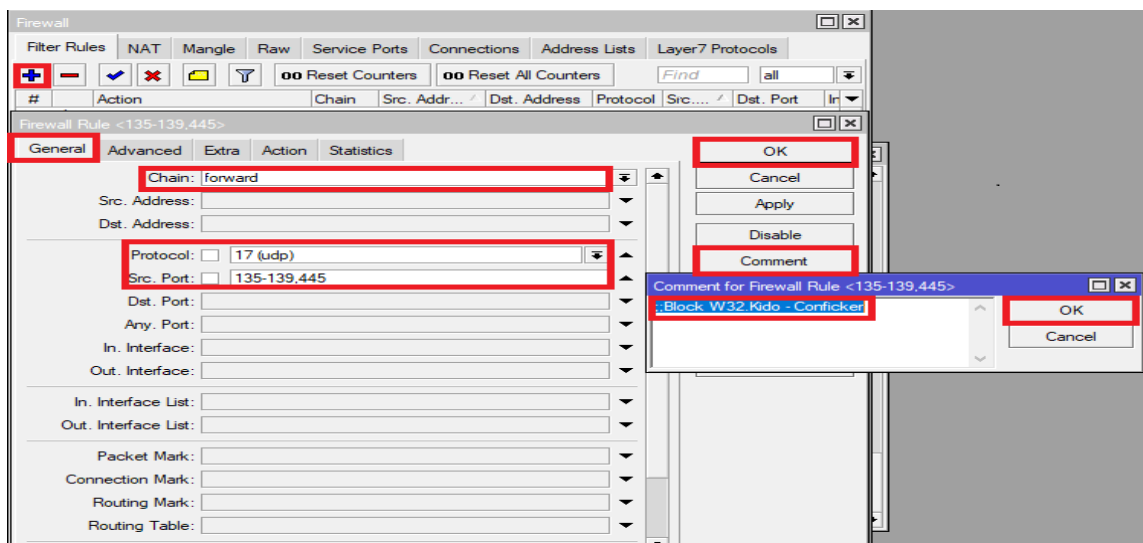 Firewall
Filter Rules NAT Mangle Raw Service Ports Connections Address Lists Layer7 Protocols
00 Reset Counters 00 Reset All Counters Find all
# Action Chain Src. Addr... Dst. Address Protocol Src.... Dst. Port In
Firewall Rule <135-139,445>
General Advanced Extra Action Statistics
OK
Chain: forward
Cancel
Src. Address:
Apply
Dst. Address:
Disable
Protocol: 17 (udp)
Comment
Src. Port: 135-139,445
Comment for Firewall Rule <135-139,445>
;;Block W32.Kido - Conficker
OK
Cancel
Dst. Port:
Any. Port:
In. Interface:
Out. Interface:
In. Interface List:
Out. Interface List:
Packet Mark:
Connection Mark:
Routing Mark:
Routing Table: